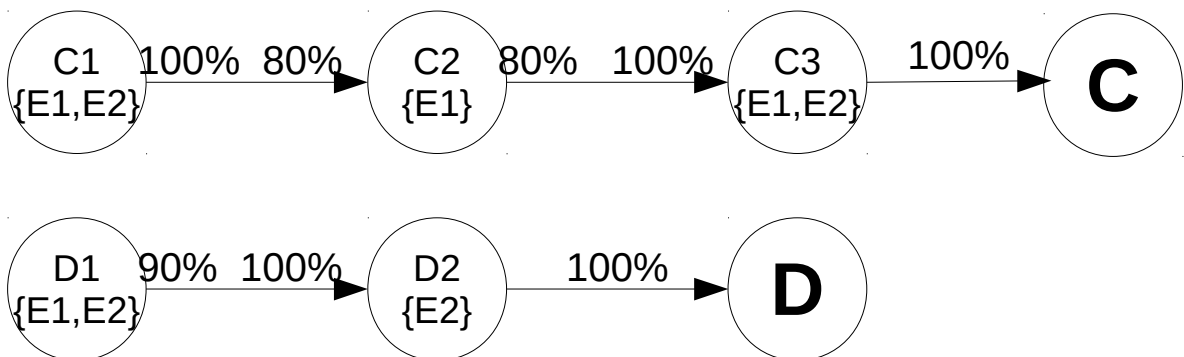 C1
{E1,E2}
100% 80%
C2
{E1}
80% 100%
C3
{E1,E2}
100%
C
D1
{E1,E2}
90% 100%
D2
{E2}
100%
D